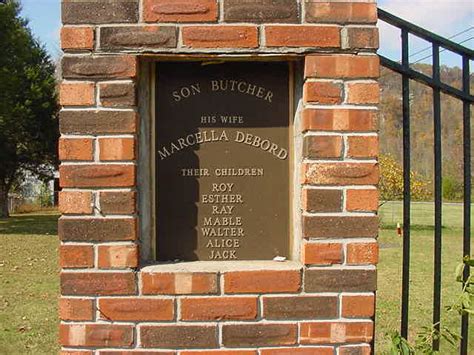 SON BUTCHER
HIS WIFE
MARCELLA DEBORD
THEIR CHILDREN
ROY
ESTHER
RAY
MABLE
WALTER
ALICE
JACK